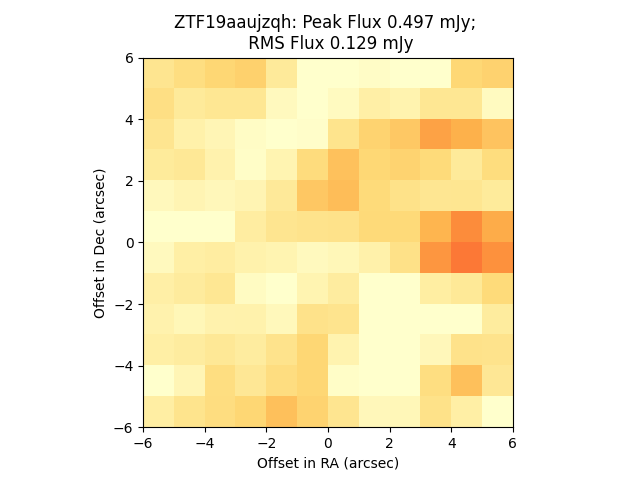 ZTF19aaujzqh: Peak Flux 0.497 mJy;
RMS Flux 0.129 mJy
6
4
2
0
−2
−4
−6
Offset in Dec (arcsec)
−6 −4 −2 0 2 4 6
Offset in RA (arcsec)